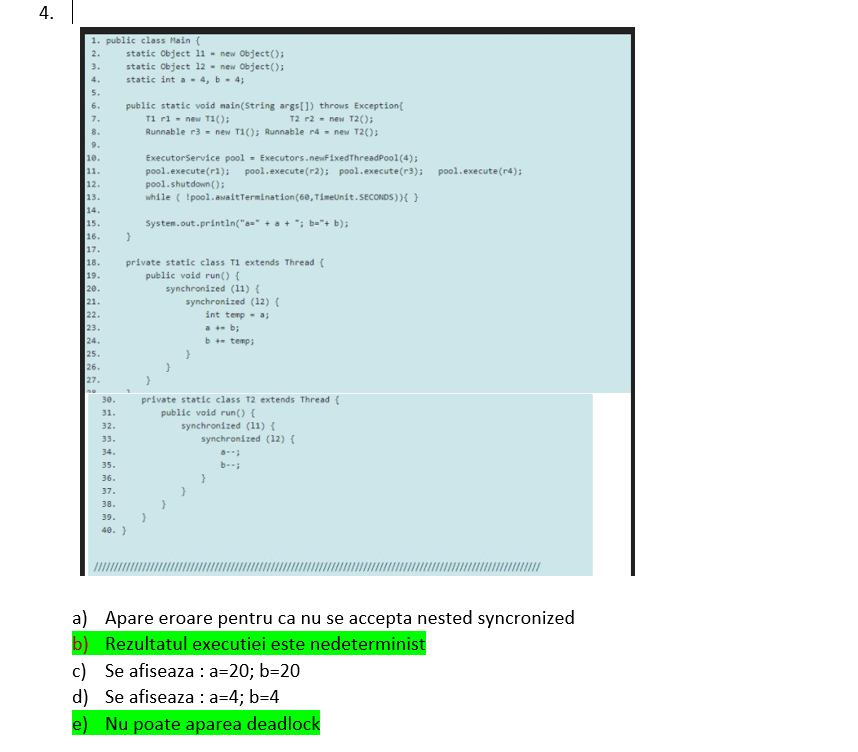 4.
1. public class Main {
2. static Object l1 = new Object();
3. static Object l2 = new Object();
4. static int a = 4, b = 4;
5.
6. public static void main(String args[]) throws Exception{
7. T1 r1 = new T1(); T2 r2 = new T2();
8. Runnable r3 = new T1(); Runnable r4 = new T2();
9.
10. ExecutorService pool = Executors.newFixedThreadPool(4);
11. pool.execute(r1); pool.execute(r2); pool.execute(r3); pool.execute(r4);
12. pool.shutdown();
13. while ( !pool.awaitTermination(60,TimeUnit.SECONDS)){ }
14.
15. System.out.println("a=" + a + "; b="+ b);
16. }
17.
18. private static class T1 extends Thread {
19. public void run() {
20. synchronized (l1) {
21. synchronized (l2) {
22. int temp = a;
23. a += b;
24. b += temp;
25. }
26. }
27. }
30. private static class T2 extends Thread {
31. public void run() {
32. synchronized (l1) {
33. synchronized (l2) {
34. a--;
35. b--;
36. }
37. }
38. }
39. }
40. }
////////////////////////////////////////////////////////////////////////////////////////////////////////////////
a) Apare eroare pentru ca nu se accepta nested syncronized
b) Rezultatul executiei este nedeterminist
c) Se afiseaza : a=20; b=20
d) Se afiseaza : a=4; b=4
e) Nu poate aparea deadlock